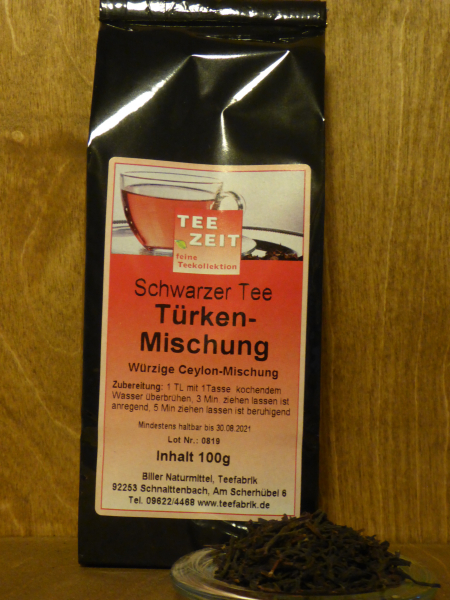 TEE
ZEIT
feine
Teekollektion
Schwarzer Tee
Türken-
Mischung
Würzige Ceylon-Mischung
Zubereitung: 1 TL mit 1Tasse kochendem
Wasser überbrühen, 3 Min. ziehen lassen ist
anregend, 5 Min ziehen lassen ist beruhigend
Mindestens haltbar bis 30.08.2021
Lot Nr.: 0819
Inhalt 100g
Biller Naturmittel, Teefabrik
92253 Schnaittenbach, Am Scherhübel 6
Tel. 09622/4468 www.teefabrik.de